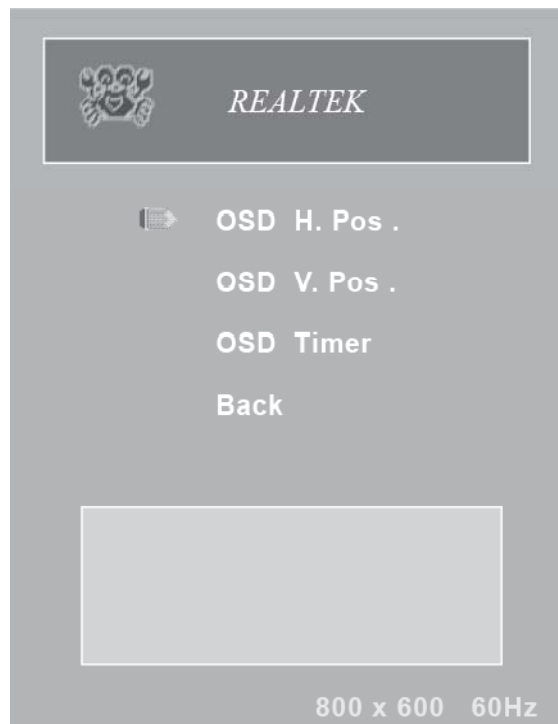 REALTEK
OSD H. Pos .
OSD V. Pos .
OSD Timer
Back
800 x 600 60Hz